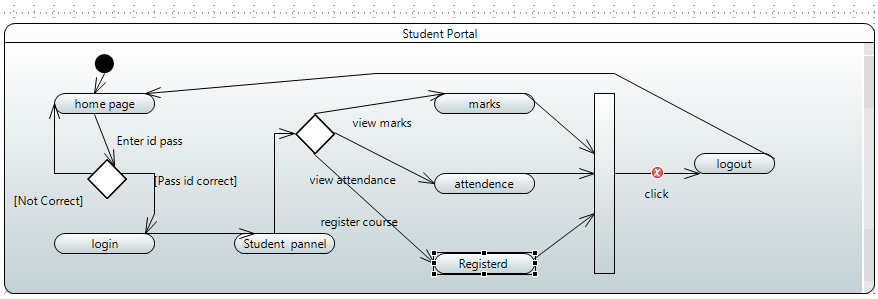 Student Portal
home page
marks
Enter id pass
view marks
logout
[Pass id correct]
view attendance
attendence
[Not Correct]
click
register course
login
Student pannel
Registerd